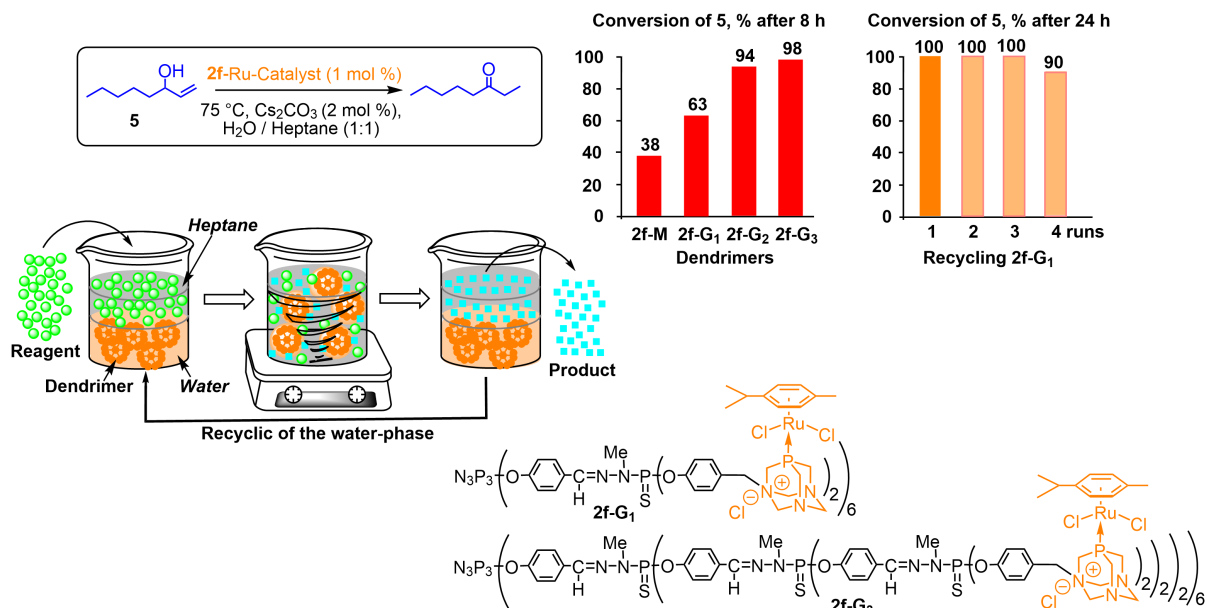 OH
O
2f-Ru-Catalyst (1 mol %)
75 °C, Cs₂CO₃ (2 mol %),
H₂O / Heptane (1:1)
5
Conversion of 5, % after 8 h
100
80
60
40
20
0
38
63
94
98
2f-M 2f-G₁ 2f-G₂ 2f-G₃
Dendrimers
Conversion of 5, % after 24 h
100
80
60
40
20
0
100 100 100 90
1 2 3 4 runs
Recycling 2f-G₁
Heptane
Reagent
Dendrimer
Water
Product
Recyclic of the water-phase
Ru
Cl Cl
P
Me
N₃P₃ O C=N N P O N + N N 2 6
H S Cl −
2f-G₁
Ru
Cl Cl
P
Me Me Me
N₃P₃ O C=N N P O C=N N P O C=N N P O N + N N 2 2 2 2 6
H S H S H S Cl −
2f-G₃